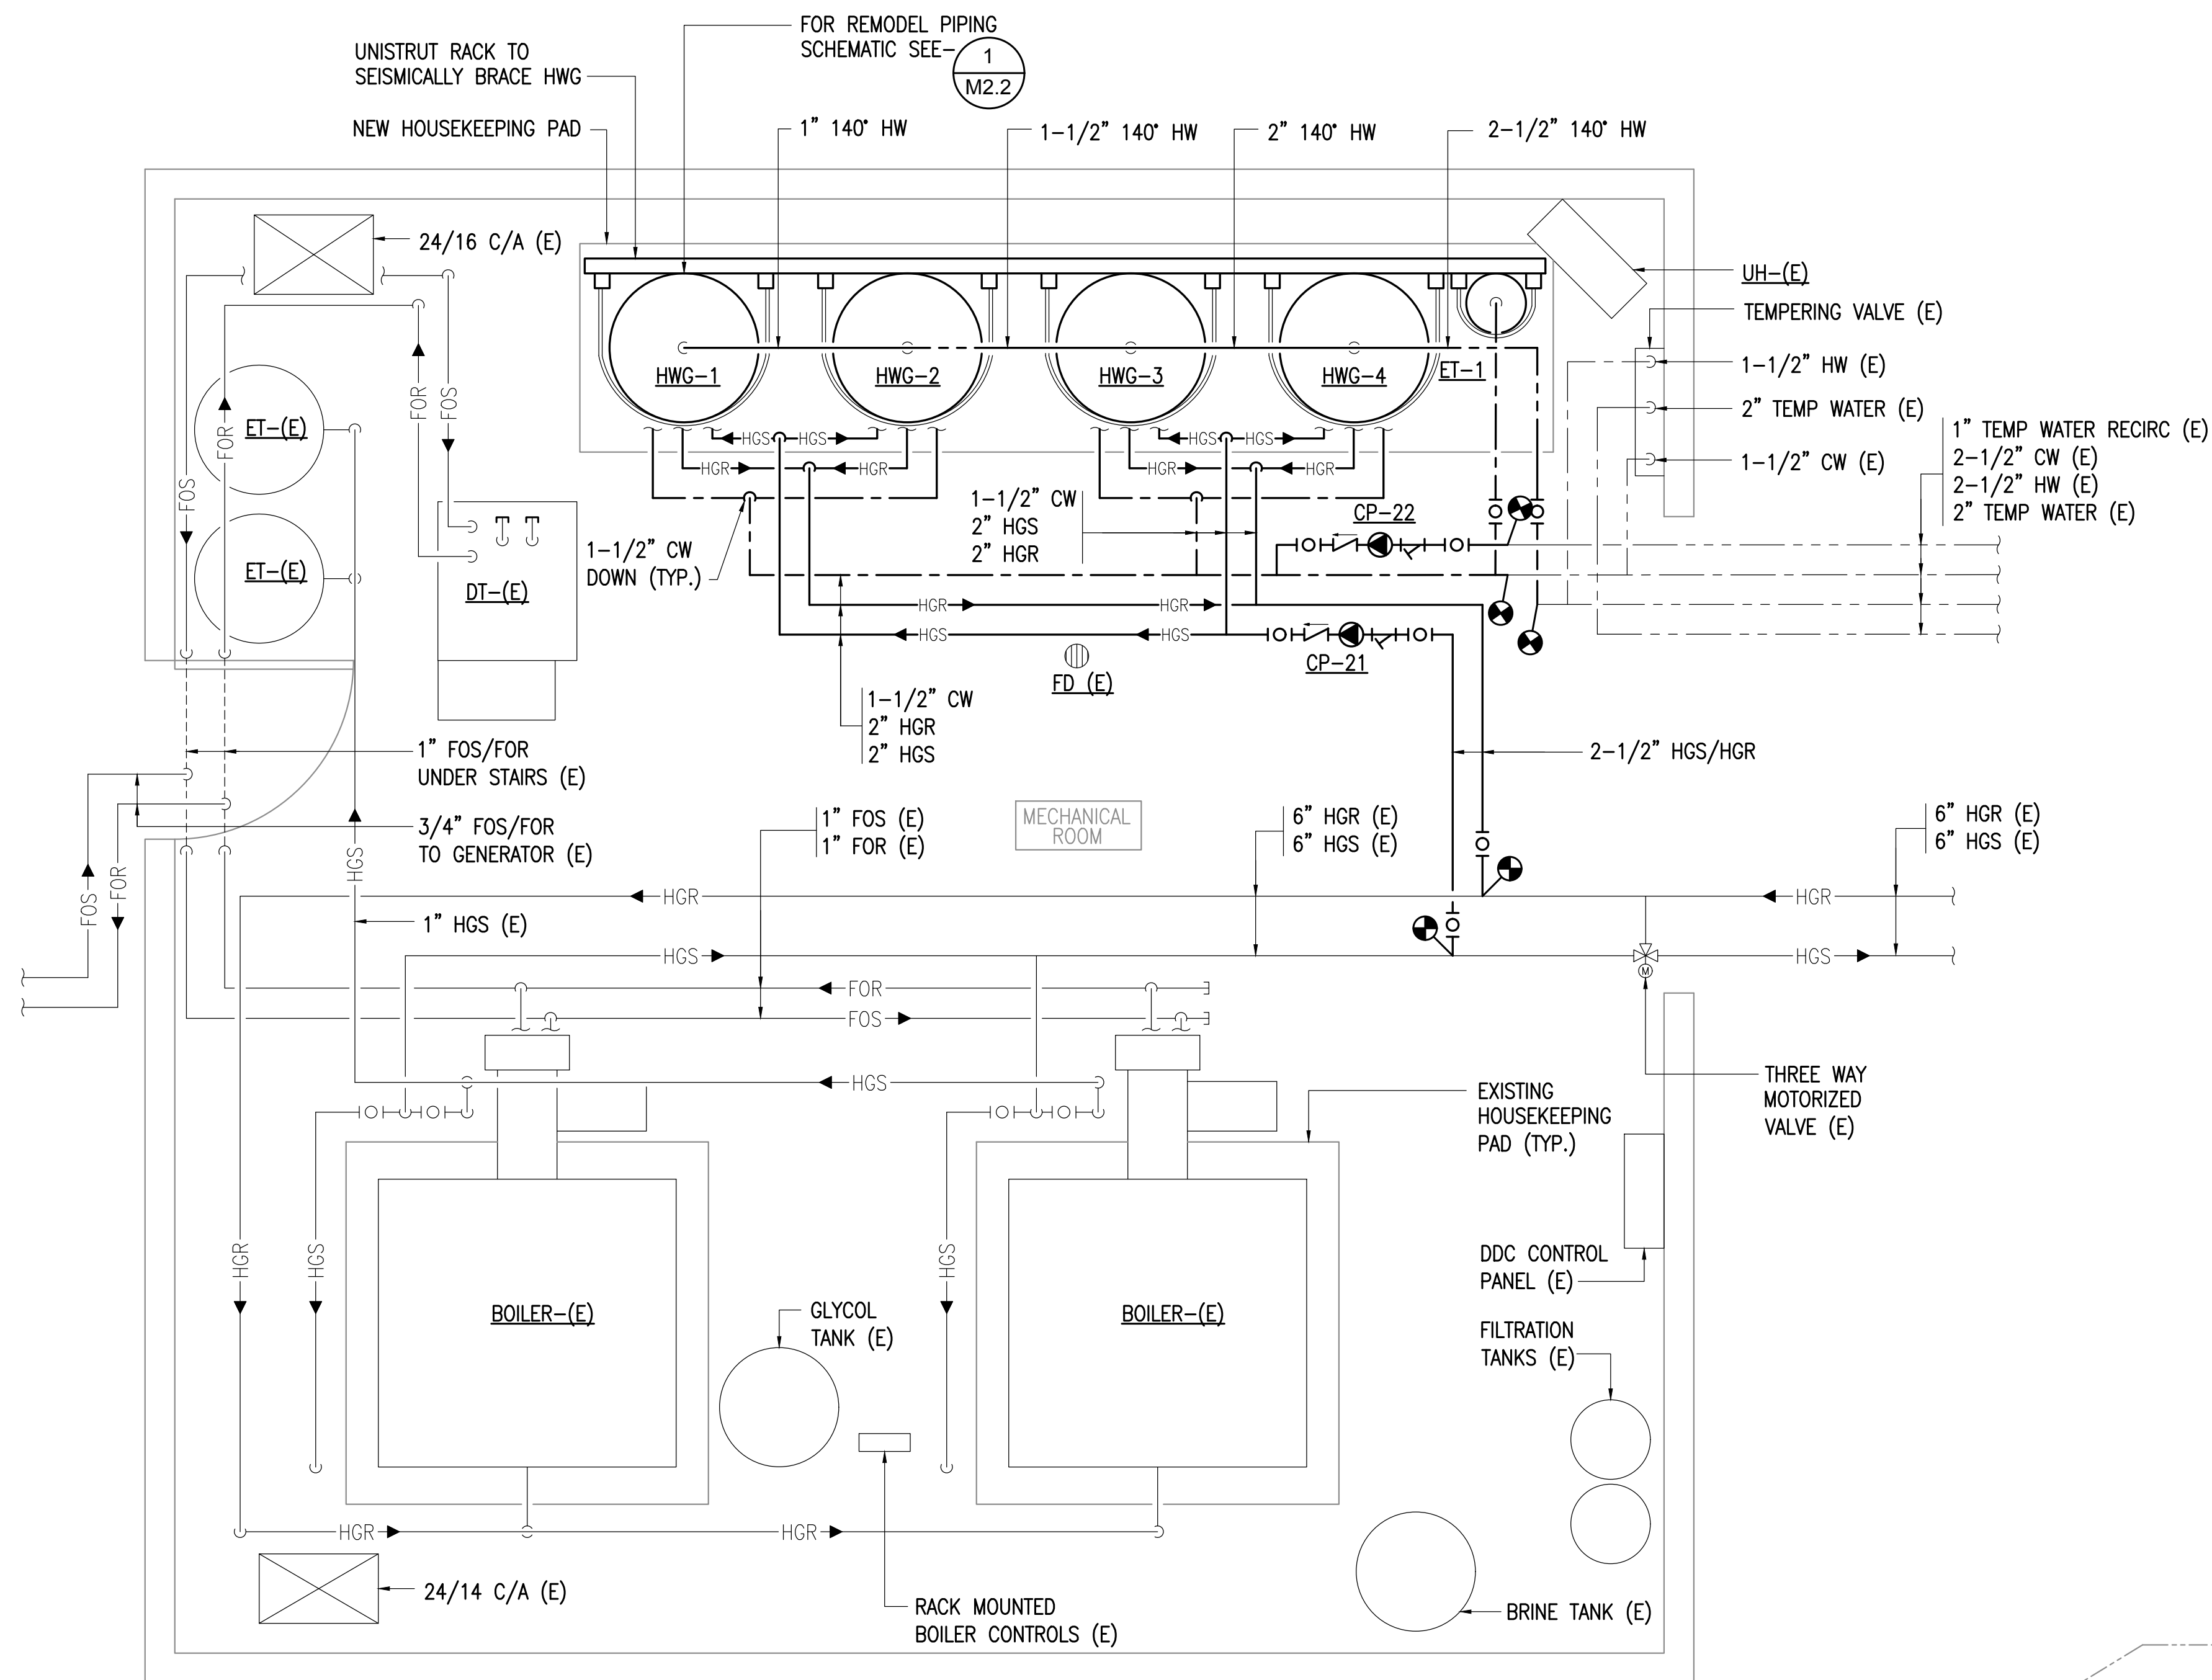 FOR REMODEL PIPING
SCHEMATIC SEE-
1
M2.2
UNISTRUT RACK TO
SEISMICALLY BRACE HWG
NEW HOUSEKEEPING PAD
1" 140° HW
1-1/2" 140° HW
2" 140° HW
2-1/2" 140° HW
24/16 C/A (E)
UH-(E)
TEMPERING VALVE (E)
1-1/2" HW (E)
2" TEMP WATER (E)
1-1/2" CW (E)
1" TEMP WATER RECIRC (E)
2-1/2" CW (E)
2-1/2" HW (E)
2" TEMP WATER (E)
HWG-1
HWG-2
HWG-3
HWG-4
ET-1
FOR
FOS
FOR
FOS
ET-(E)
ET-(E)
DT-(E)
HGS
HGS
HGS
HGS
HGR
HGR
HGR
HGR
1-1/2" CW
DOWN (TYP.)
1-1/2" CW
2" HGS
2" HGR
CP-22
HGR
HGR
HGS
HGS
CP-21
FD (E)
1-1/2" CW
2" HGR
2" HGS
2-1/2" HGS/HGR
1" FOS/FOR
UNDER STAIRS (E)
3/4" FOS/FOR
TO GENERATOR (E)
1" FOS (E)
1" FOR (E)
MECHANICAL
ROOM
6" HGR (E)
6" HGS (E)
6" HGR (E)
6" HGS (E)
FOS
FOR
HGS
HGR
HGR
1" HGS (E)
HGS
HGS
M
FOR
FOS
HGS
THREE WAY
MOTORIZED
VALVE (E)
EXISTING
HOUSEKEEPING
PAD (TYP.)
HGR
HGS
HGS
DDC CONTROL
PANEL (E)
BOILER-(E)
GLYCOL
TANK (E)
BOILER-(E)
FILTRATION
TANKS (E)
HGR
HGR
24/14 C/A (E)
RACK MOUNTED
BOILER CONTROLS (E)
BRINE TANK (E)